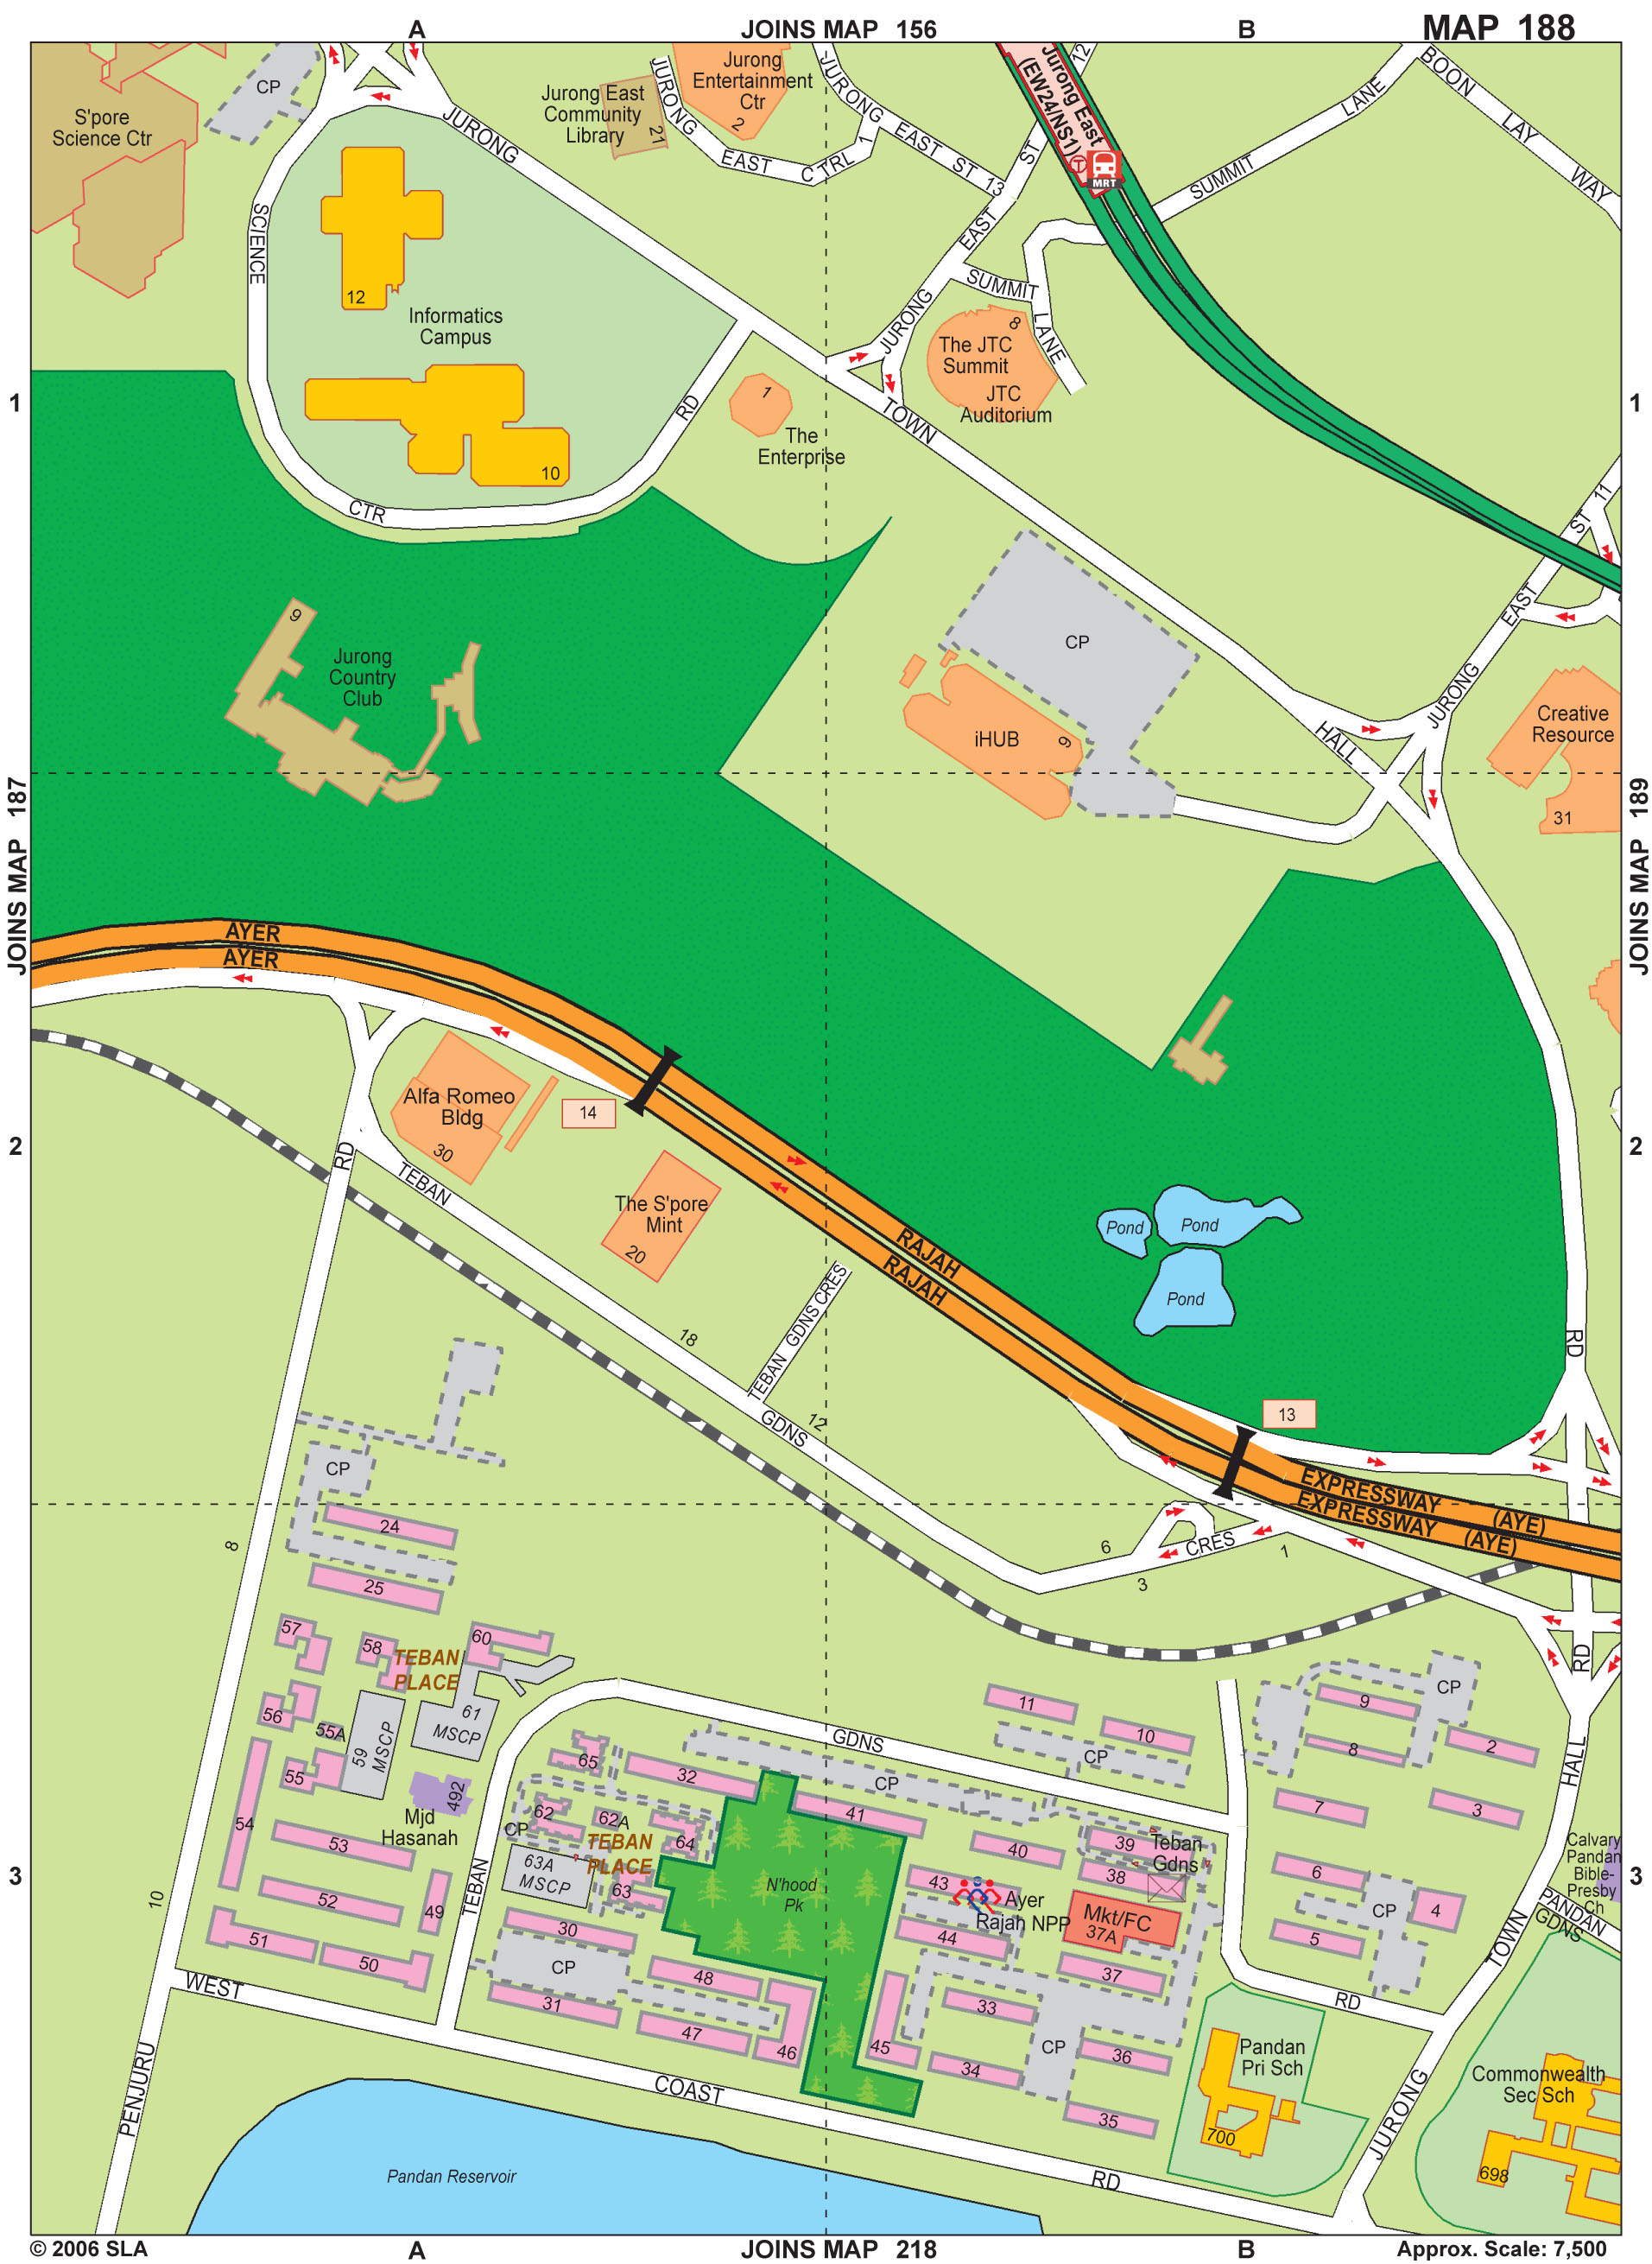 A
JOINS MAP 156
B
MAP 188
S'pore
Science Ctr
CP
JURONG
Jurong East
Community
Library
21
JURONG
EAST
CTRL 1
Jurong
Entertainment
Ctr
2
JURONG EAST ST 13
Jurong East
(EW24/NS1)
T
MRT
12
ST
EAST
JURONG
SUMMIT
LANE
BOON
LAY
WAY
SUMMIT
LANE
SCIENCE
12
Informatics
Campus
10
CTR
RD
8
The JTC
Summit
JTC
Auditorium
1
The
Enterprise
TOWN
1
1
11
ST
EAST
JURONG
9
Jurong
Country
Club
CP
iHUB
9
HALL
Creative
Resource
31
JOINS MAP 187
JOINS MAP 189
AYER
AYER
Alfa Romeo
Bldg
30
14
2
2
RD
TEBAN
The S'pore
Mint
20
Pond
Pond
Pond
RAJAH
RAJAH
TEBAN GDNS CRES
18
12
GDNS
RD
13
EXPRESSWAY (AYE)
EXPRESSWAY (AYE)
CP
24
25
8
6
3
CRES
1
57
58
60
TEBAN
PLACE
56
55A
59
MSCP
61
MSCP
55
492
Mjd
Hasanah
54
53
52
49
51
50
10
RD
11
10
CP
9
CP
8
2
7
3
GDNS
65
32
CP
41
62
62A
64
CP
TEBAN
PLACE
63A
MSCP
63
N'hood
Pk
40
39
Teban
Gdns
38
43
Ayer
Rajah NPP
Mkt/FC
37A
44
37
6
4
CP
5
HALL
Calvary
Pandan
Bible-
Presby
Ch
3
3
PANDAN
GDNS
TEBAN
30
CP
31
48
47
46
45
33
34
CP
36
35
RD
TOWN
WEST
COAST
RD
PENJURU
Pandan
Pri Sch
700
JURONG
Commonwealth
Sec Sch
698
Pandan Reservoir
© 2006 SLA
A
JOINS MAP 218
B
Approx. Scale: 7,500